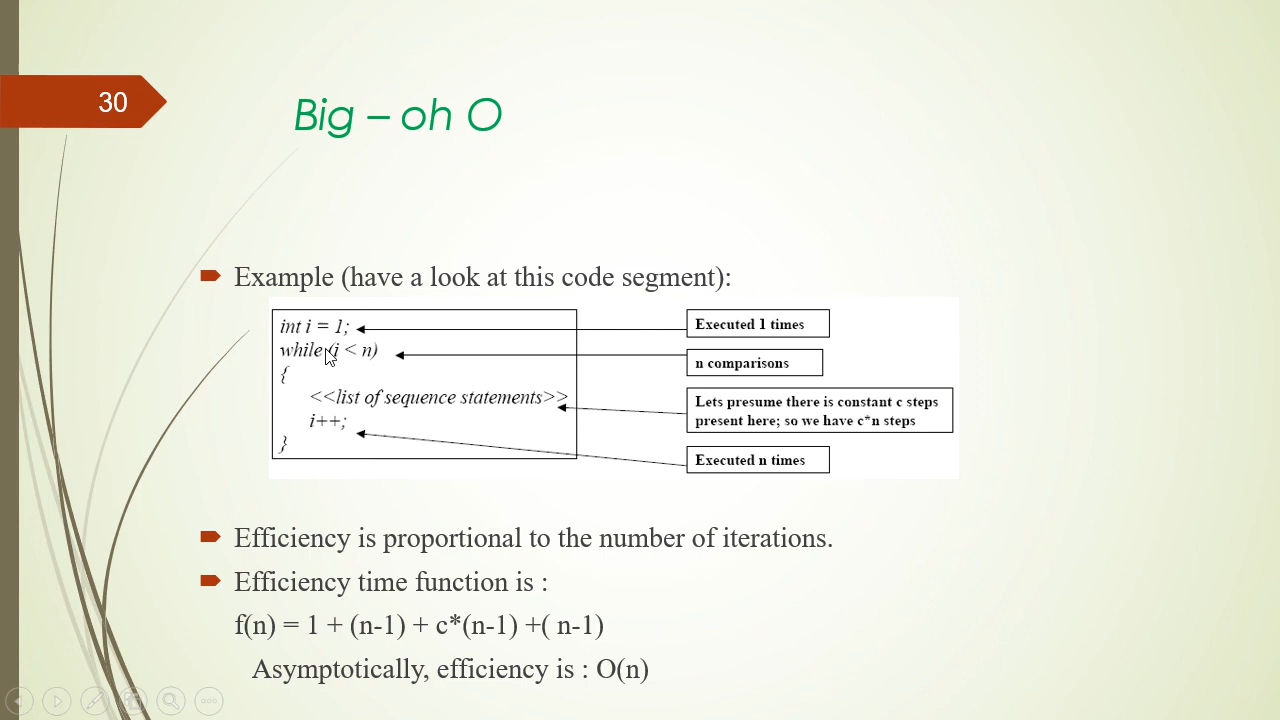 30
Big – oh O
Example (have a look at this code segment):
int i = 1;
Executed 1 times
while (i < n)
n comparisons
{
<<list of sequence statements>>
Lets presume there is constant c steps
present here; so we have c*n steps
i++;
}
Executed n times
Efficiency is proportional to the number of iterations.
Efficiency time function is :
f(n) = 1 + (n-1) + c*(n-1) +( n-1)
Asymptotically, efficiency is : O(n)